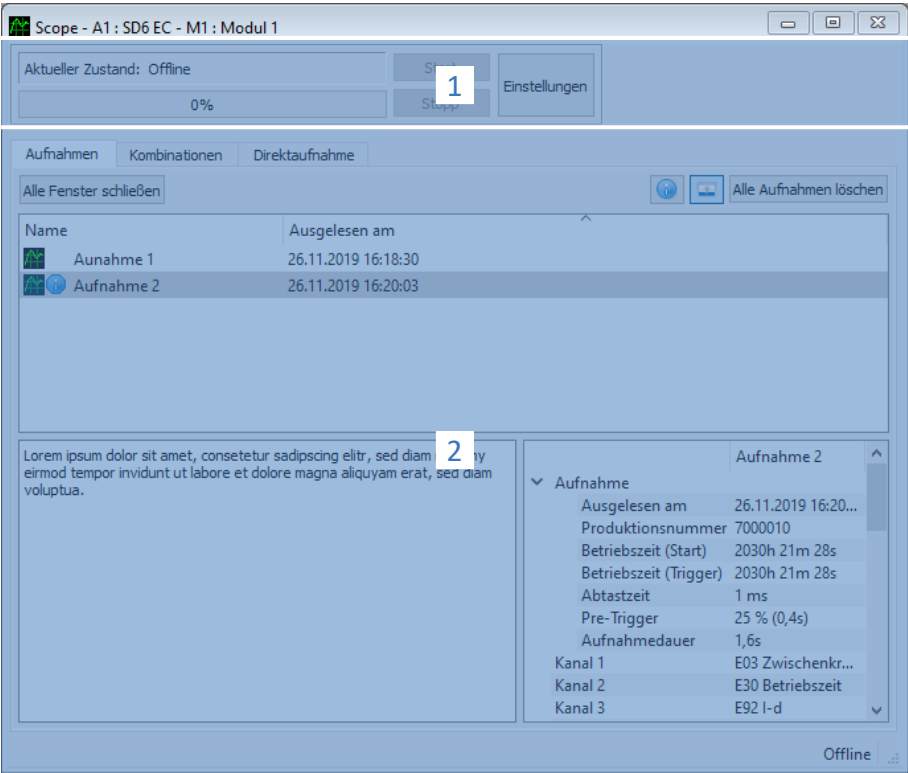 Scope - A1 : SD6 EC - M1 : Modul 1
Aktueller Zustand: Offline
1
Einstellungen
0%
Aufnahmen Kombinationen Direktaufnahme
Alle Fenster schließen Alle Aufnahmen löschen
Name Ausgelesen am
Aunahme 1 26.11.2019 16:18:30
Aufnahme 2 26.11.2019 16:20:03
2
Lorem ipsum dolor sit amet, consetetur sadipscing elitr, sed diam
eirmod tempor invidunt ut labore et dolore magna aliquyam erat, sed diam
voluptua.
Aufnahme 2
Aufnahme
Ausgelesen am 26.11.2019 16:20...
Produktionsnummer 7000010
Betriebszeit (Start) 2030h 21m 28s
Betriebszeit (Trigger) 2030h 21m 28s
Abtastzeit 1 ms
Pre-Trigger 25 % (0,4s)
Aufnahmedauer 1,6s
Kanal 1 E03 Zwischenkr...
Kanal 2 E30 Betriebszeit
Kanal 3 E92 I-d
Offline